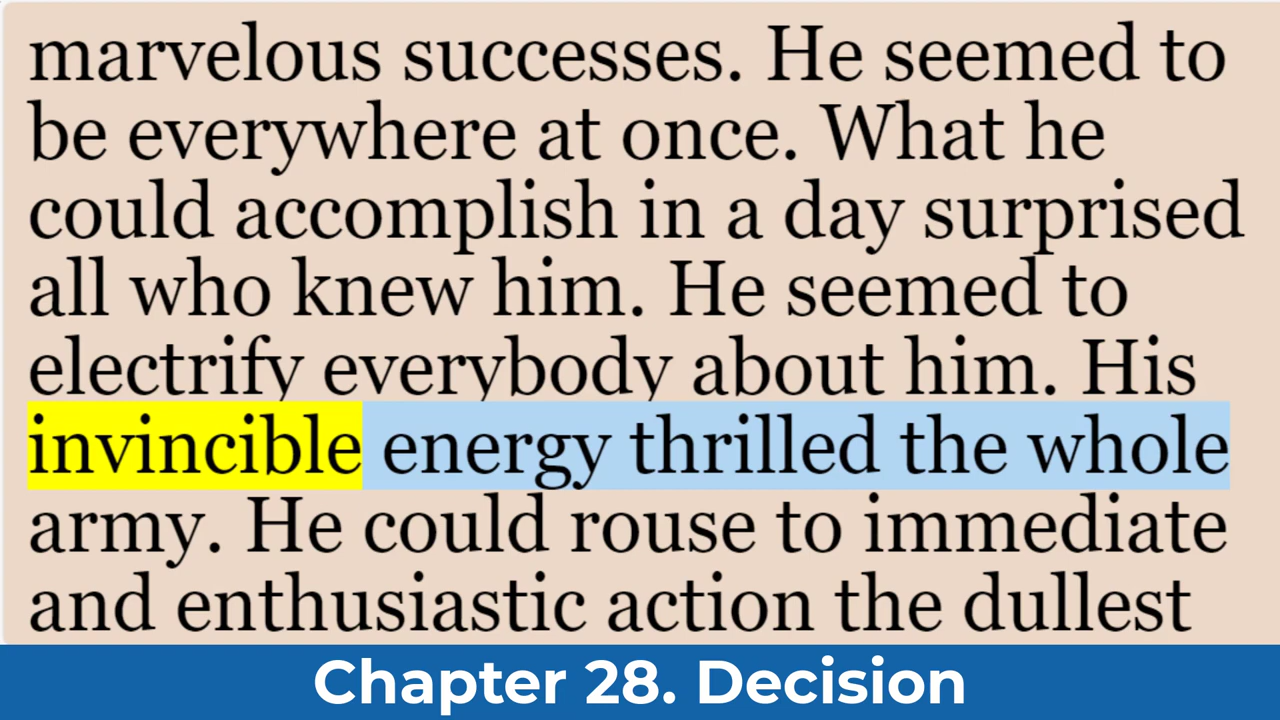 marvelous successes. He seemed to
be everywhere at once. What he
could accomplish in a day surprised
all who knew him. He seemed to
electrify everybody about him. His
invincible energy thrilled the whole
army. He could rouse to immediate
and enthusiastic action the dullest
Chapter 28. Decision